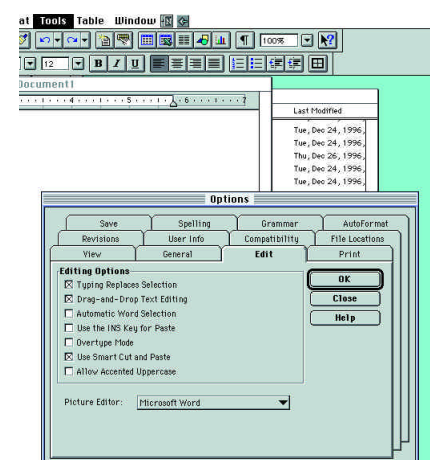 at Tools Table Window
¶ 100%
12 B I U
Document1
4 5 6 7
Last Modified
Tue, Dec 24, 1996,
Tue, Dec 24, 1996,
Thu, Dec 26, 1996,
Tue, Dec 24, 1996,
Tue, Dec 24, 1996,
Options
Save Spelling Grammar AutoFormat
Revisions User Info Compatibility File Locations
View General Edit Print
Editing Options
Typing Replaces Selection
Drag-and-Drop Text Editing
Automatic Word Selection
Use the INS Key for Paste
Overtype Mode
Use Smart Cut and Paste
Allow Accented Uppercase
OK
Close
Help
Picture Editor: Microsoft Word